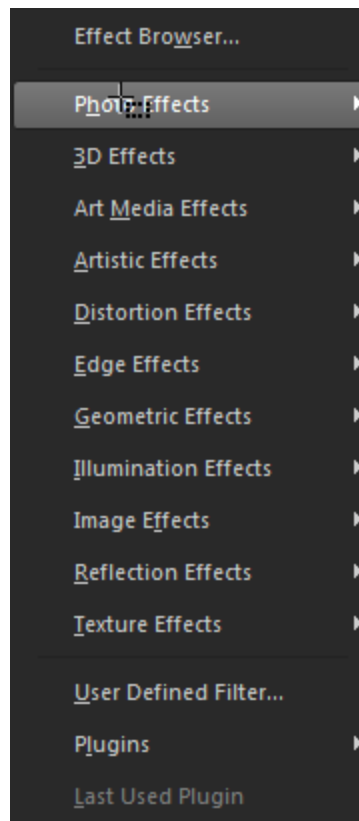 Effect Browser...
Photo Effects
3D Effects
Art Media Effects
Artistic Effects
Distortion Effects
Edge Effects
Geometric Effects
Illumination Effects
Image Effects
Reflection Effects
Texture Effects
User Defined Filter...
Plugins
Last Used Plugin